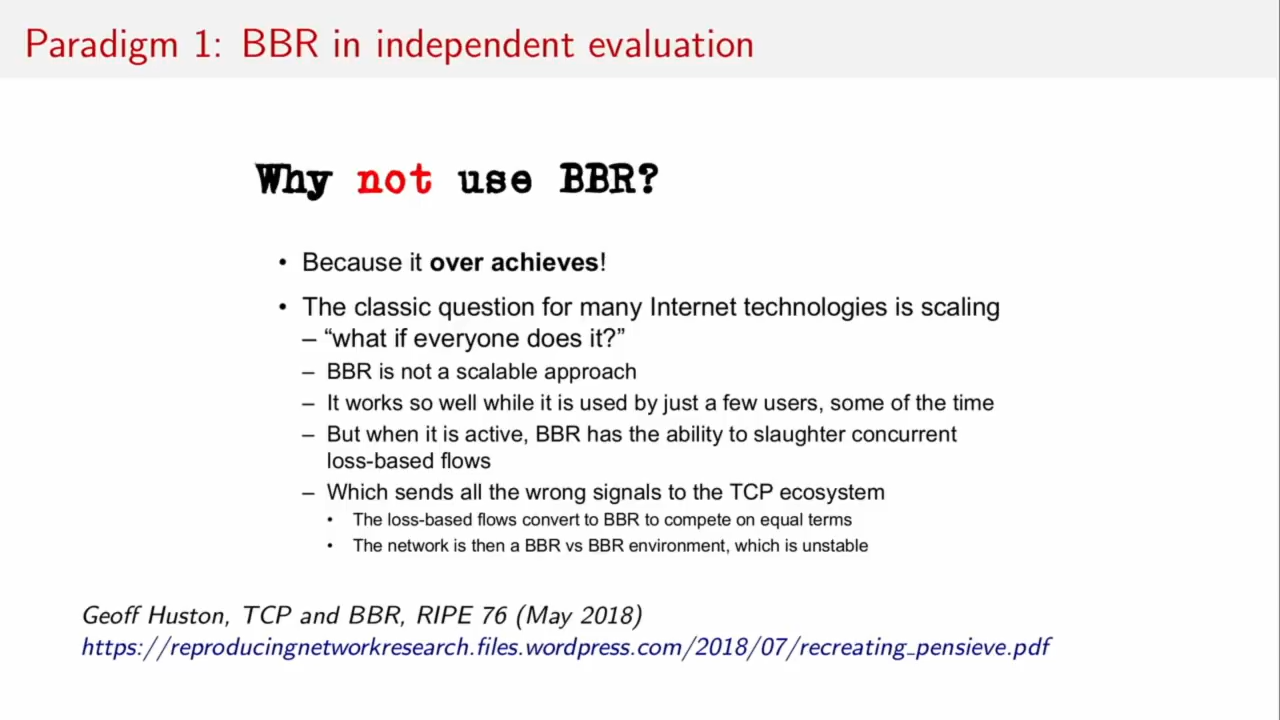 Paradigm 1: BBR in independent evaluation
Why not use BBR?
• Because it over achieves!
• The classic question for many Internet technologies is scaling
– “what if everyone does it?”
– BBR is not a scalable approach
– It works so well while it is used by just a few users, some of the time
– But when it is active, BBR has the ability to slaughter concurrent
loss-based flows
– Which sends all the wrong signals to the TCP ecosystem
• The loss-based flows convert to BBR to compete on equal terms
• The network is then a BBR vs BBR environment, which is unstable
Geoff Huston, TCP and BBR, RIPE 76 (May 2018)
https://reproducingnetworkresearch.files.wordpress.com/2018/07/recreating_pensieve.pdf